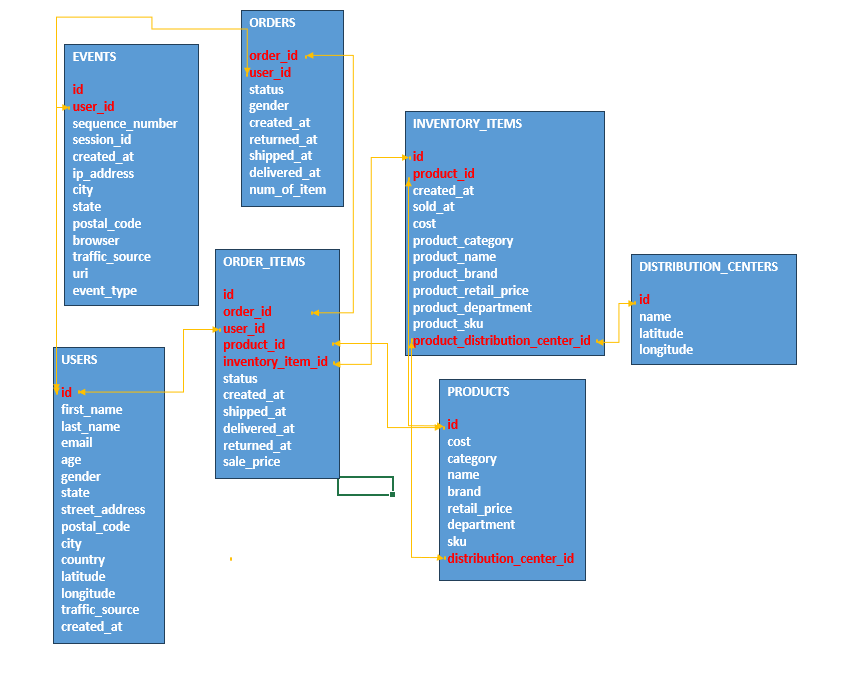 ORDERS
order_id
user_id
status
gender
created_at
returned_at
shipped_at
delivered_at
num_of_item
EVENTS
id
user_id
sequence_number
session_id
created_at
ip_address
city
state
postal_code
browser
traffic_source
uri
event_type
INVENTORY_ITEMS
id
product_id
created_at
sold_at
cost
product_category
product_name
product_brand
product_retail_price
product_department
product_sku
product_distribution_center_id
ORDER_ITEMS
id
order_id
user_id
product_id
inventory_item_id
status
created_at
shipped_at
delivered_at
returned_at
sale_price
DISTRIBUTION_CENTERS
id
name
latitude
longitude
USERS
id
first_name
last_name
email
age
gender
state
street_address
postal_code
city
country
latitude
longitude
traffic_source
created_at
PRODUCTS
id
cost
category
name
brand
retail_price
department
sku
distribution_center_id